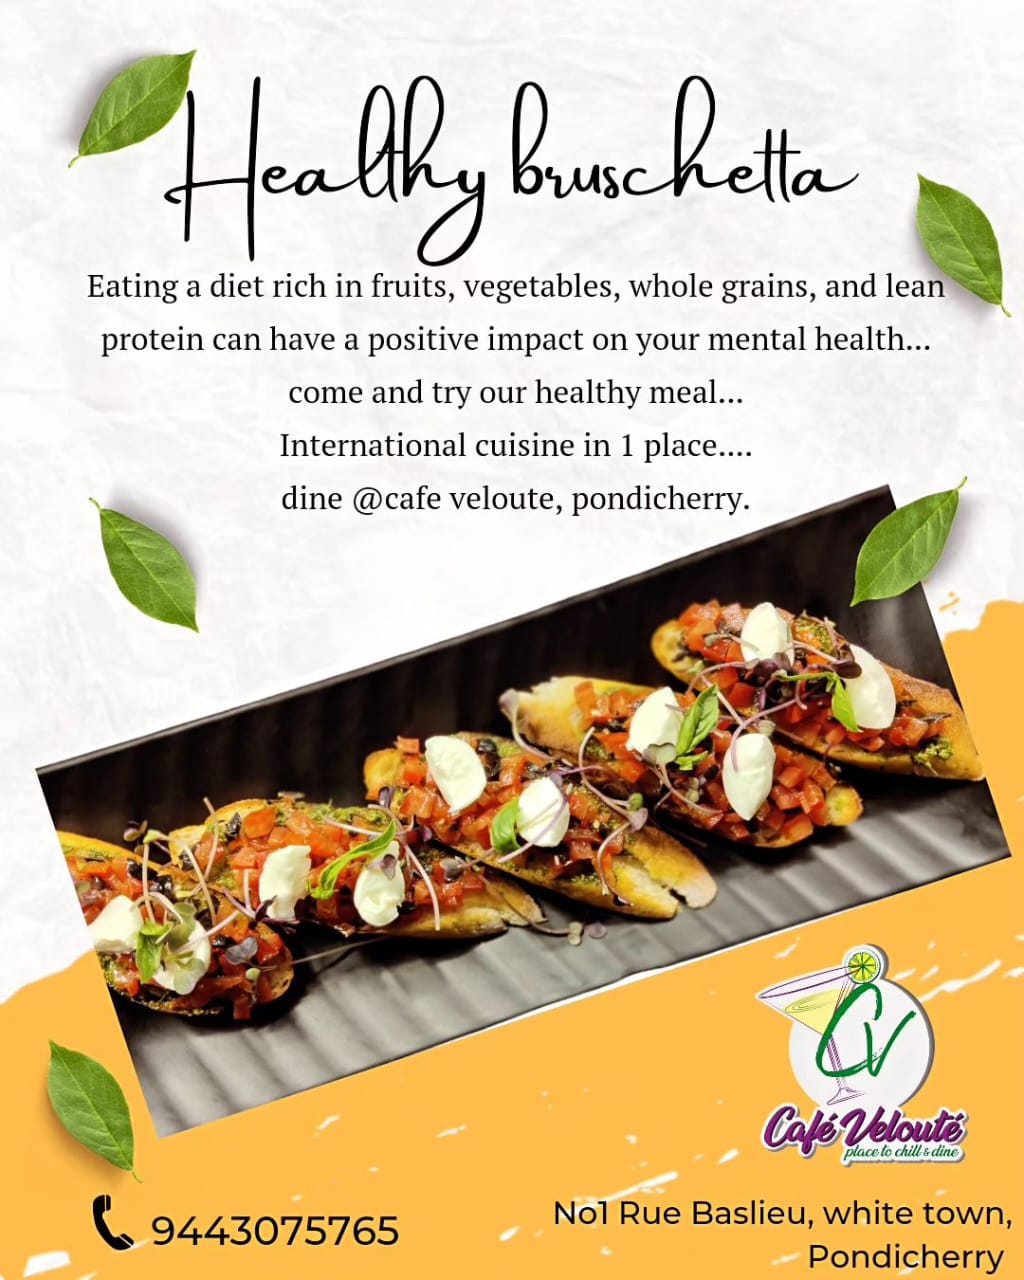 Healthy bruschetta
Eating a diet rich in fruits, vegetables, whole grains, and lean
protein can have a positive impact on your mental health...
come and try our healthy meal...
International cuisine in 1 place....
dine @cafe veloute, pondicherry.
CV
Café Velouté
place to chill & dine
9443075765
No1 Rue Baslieu, white town,
Pondicherry